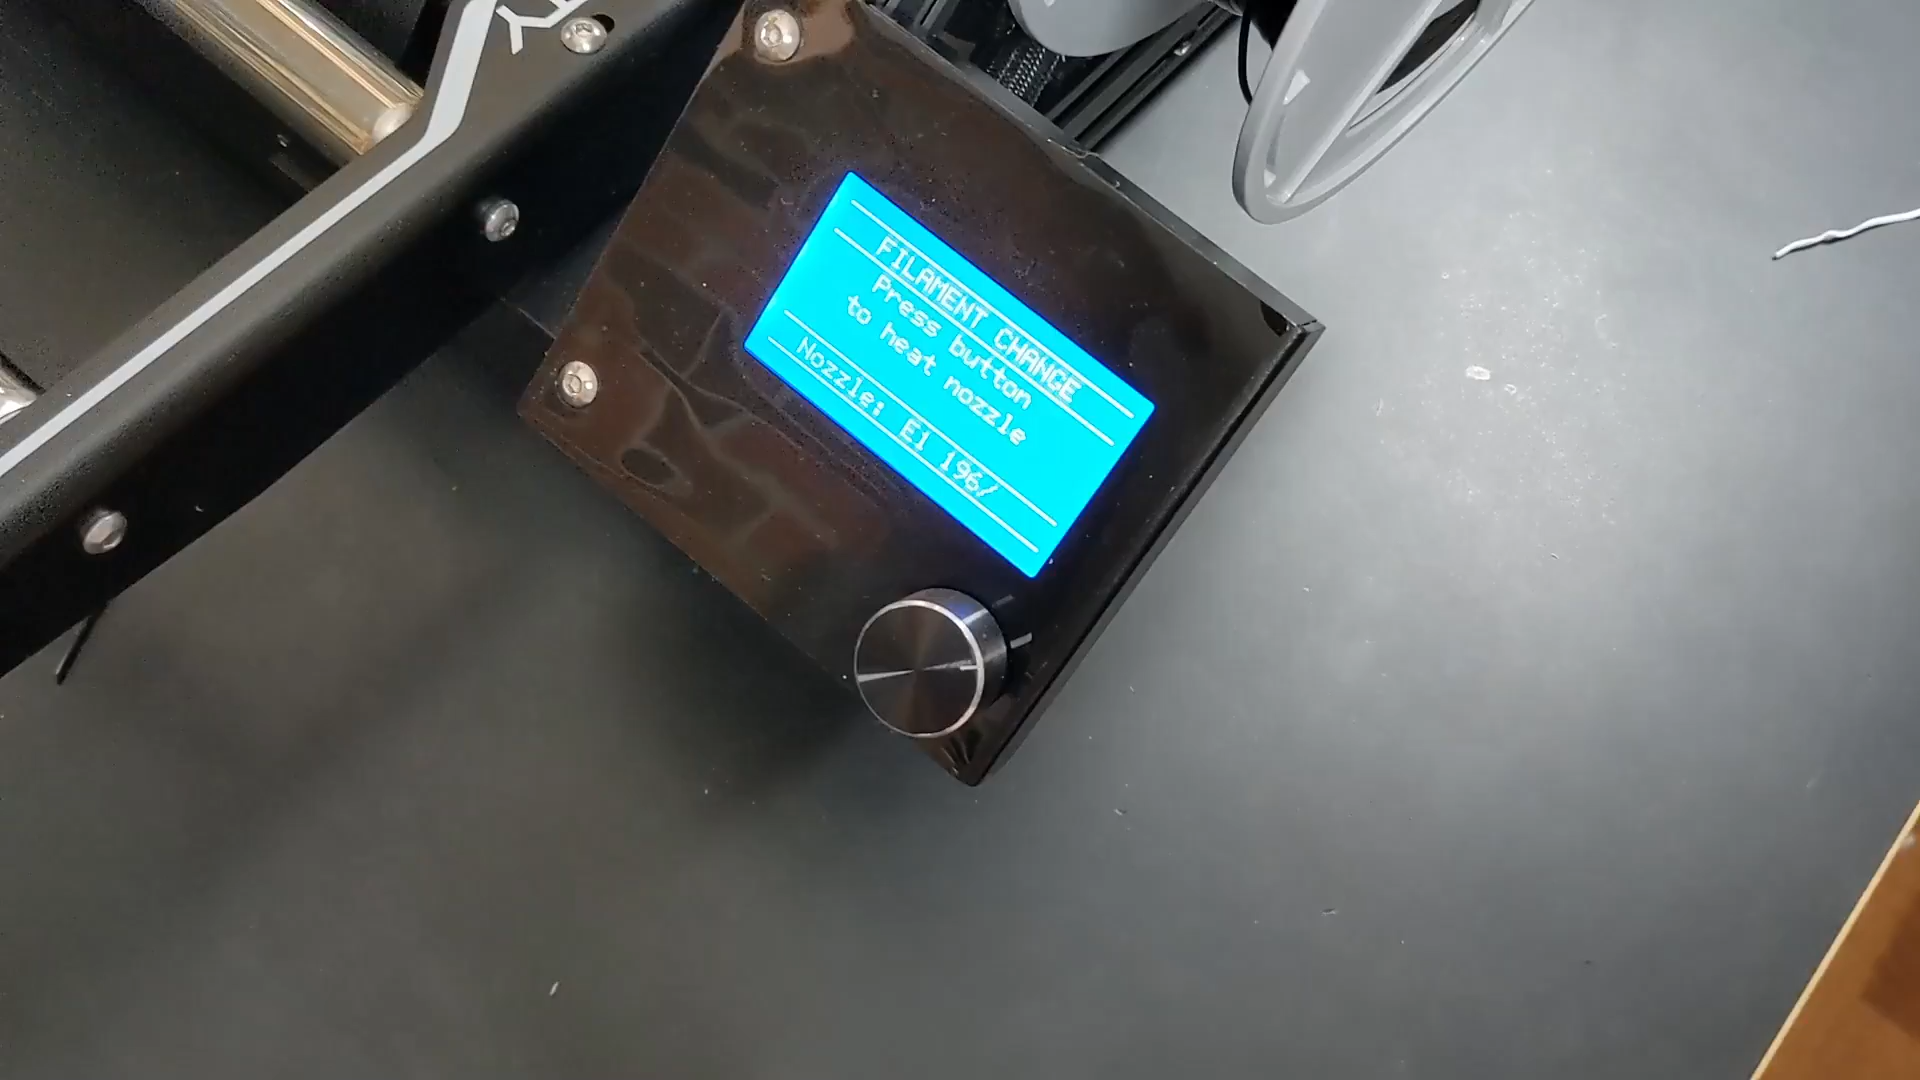 FILAMENT CHANGE
Press button
to heat nozzle
Nozzle: E1 196/